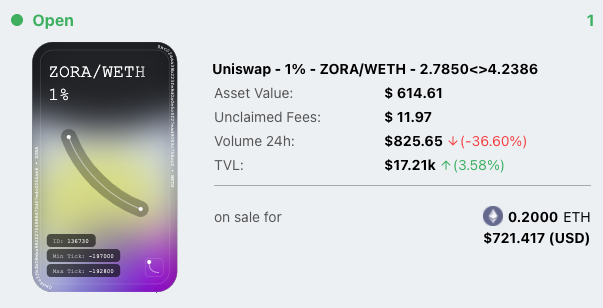 Open 1
ZORA/WETH
1%
ID: 136730
Min Tick: -197000
Max Tick: -192800
Uniswap - 1% - ZORA/WETH - 2.7850<>4.2386
Asset Value: $ 614.61
Unclaimed Fees: $ 11.97
Volume 24h: $825.65 ↓(-36.60%)
TVL: $17.21k ↑(3.58%)
on sale for 0.2000 ETH
$721.417 (USD)